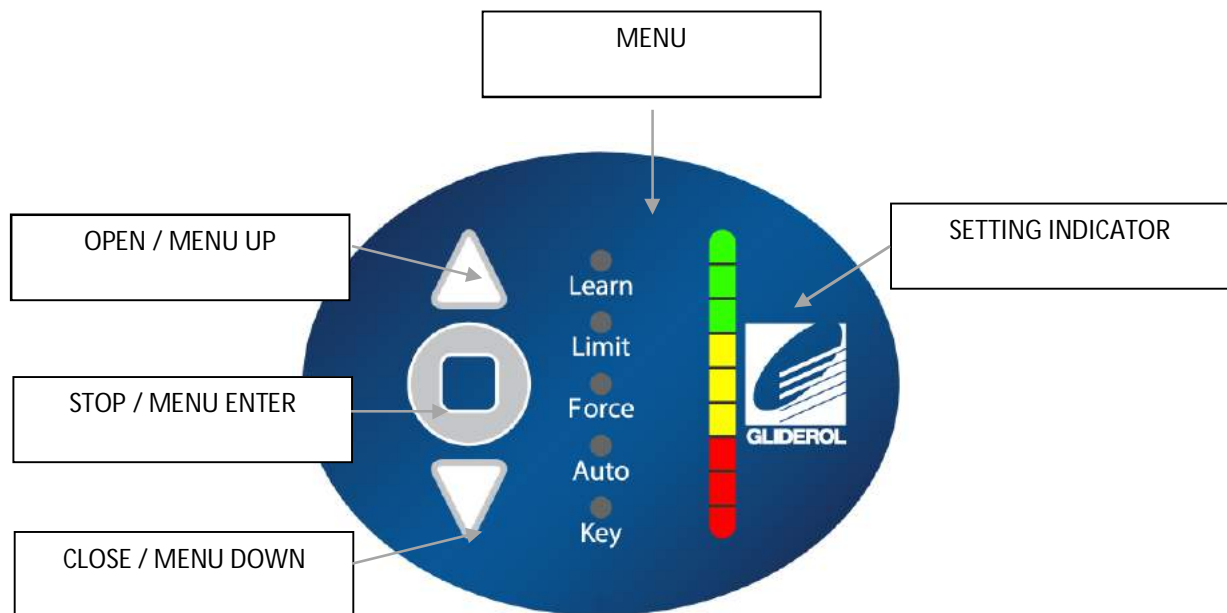 MENU
OPEN / MENU UP
SETTING INDICATOR
Learn
Limit
STOP / MENU ENTER
Force
GLIDEROL
Auto
Key
CLOSE / MENU DOWN